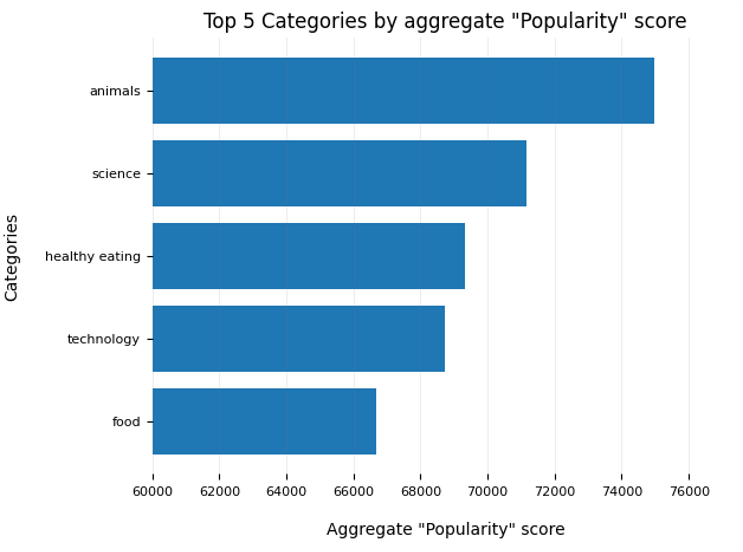 Top 5 Categories by aggregate "Popularity" score
Categories
animals
science
healthy eating
technology
food
60000 62000 64000 66000 68000 70000 72000 74000 76000
Aggregate "Popularity" score